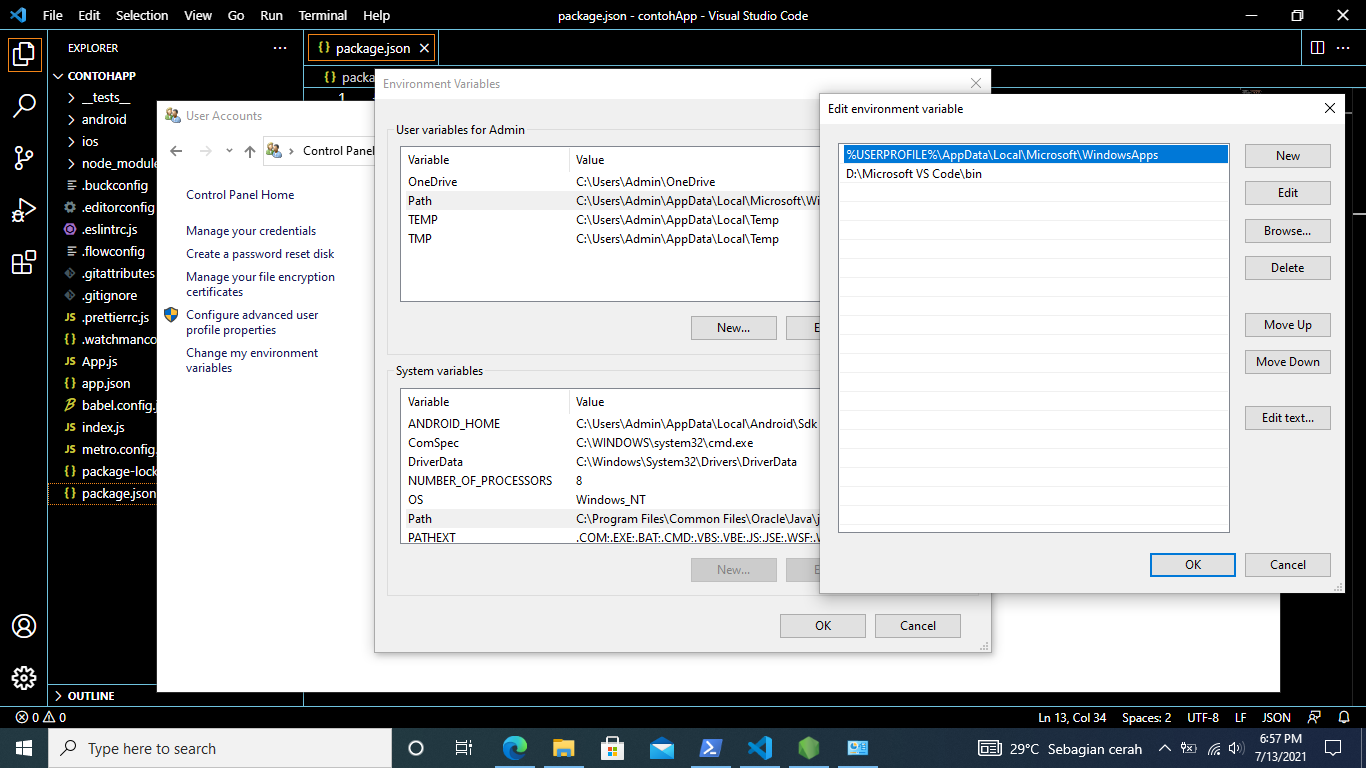 File Edit Selection View Go Run Terminal Help
package.json - contohApp - Visual Studio Code
EXPLORER
CONTOHAPP
__tests__
android
ios
node_module
.buckconfig
.editorconfig
.eslintrc.js
.flowconfig
.gitattributes
.gitignore
.prettierrc.js
.watchmanco
App.js
app.json
babel.config.
index.js
metro.config.
package-lock
package.json
OUTLINE
package.json
packa
1
User Accounts
Control Panel
Control Panel Home
Manage your credentials
Create a password reset disk
Manage your file encryption
certificates
Configure advanced user
profile properties
Change my environment
variables
Environment Variables
User variables for Admin
Variable Value
OneDrive C:\Users\Admin\OneDrive
Path C:\Users\Admin\AppData\Local\Microsoft\Wi
TEMP C:\Users\Admin\AppData\Local\Temp
TMP C:\Users\Admin\AppData\Local\Temp
New... E
System variables
Variable Value
ANDROID_HOME C:\Users\Admin\AppData\Local\Android\Sdk
ComSpec C:\WINDOWS\system32\cmd.exe
DriverData C:\Windows\System32\Drivers\DriverData
NUMBER_OF_PROCESSORS 8
OS Windows_NT
Path C:\Program Files\Common Files\Oracle\Java\j
PATHEXT .COM;.EXE;.BAT;.CMD;.VBS;.VBE;.JS;.JSE;.WSF;.W
New... E
OK Cancel
Edit environment variable
%USERPROFILE%\AppData\Local\Microsoft\WindowsApps
D:\Microsoft VS Code\bin
New
Edit
Browse...
Delete
Move Up
Move Down
Edit text...
OK Cancel
0 0
Ln 13, Col 34 Spaces: 2 UTF-8 LF JSON
Type here to search
29°C Sebagian cerah
6:57 PM
7/13/2021